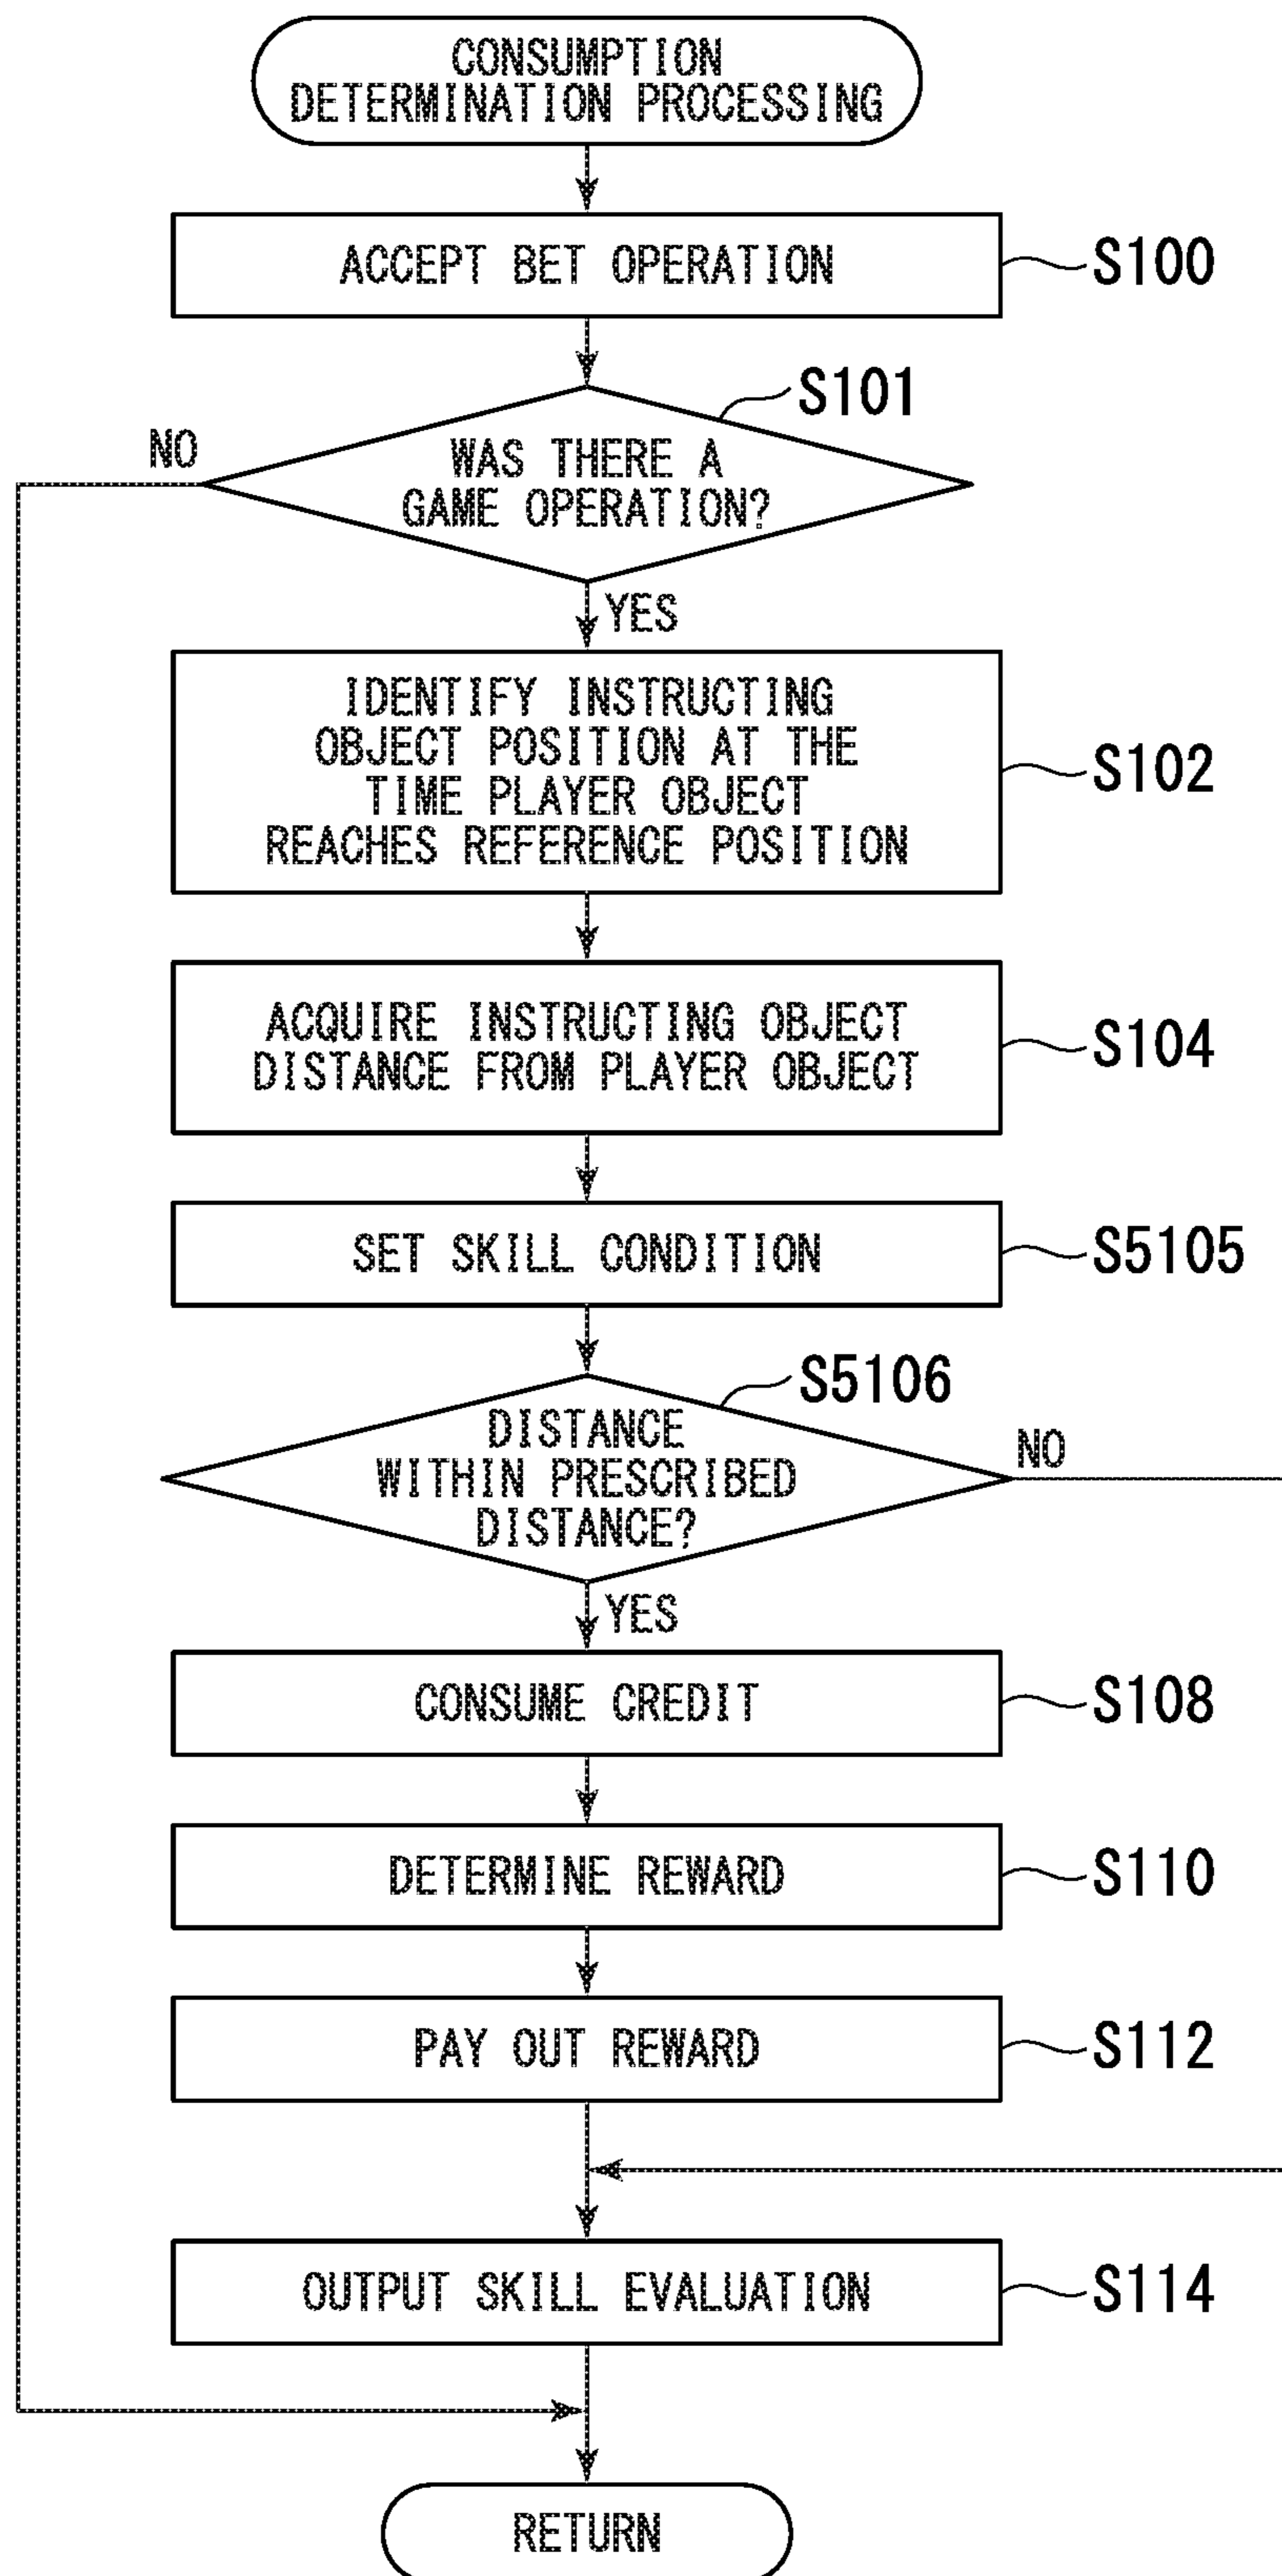 CONSUMPTION
DETERMINATION PROCESSING
ACCEPT BET OPERATION
S100
S101
NO
WAS THERE A
GAME OPERATION?
YES
IDENTIFY INSTRUCTING
OBJECT POSITION AT THE
TIME PLAYER OBJECT
REACHES REFERENCE POSITION
S102
ACQUIRE INSTRUCTING OBJECT
DISTANCE FROM PLAYER OBJECT
S104
SET SKILL CONDITION
S5105
S5106
DISTANCE
WITHIN PRESCRIBED
DISTANCE?
NO
YES
CONSUME CREDIT
S108
DETERMINE REWARD
S110
PAY OUT REWARD
S112
OUTPUT SKILL EVALUATION
S114
RETURN